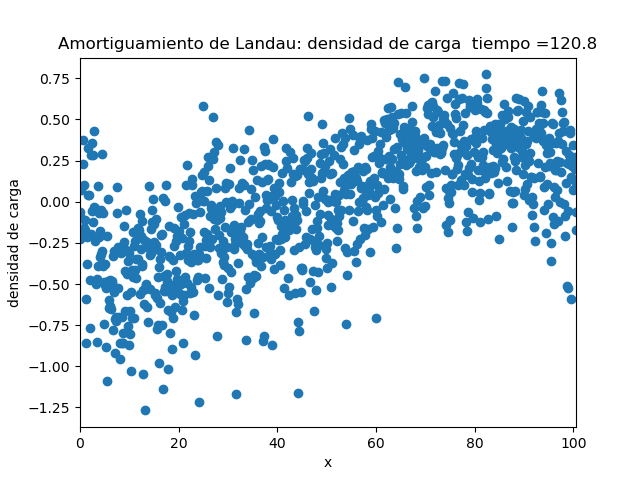 Amortiguamiento de Landau: densidad de carga  tiempo =120.8
0.75
0.50
0.25
0.00
−0.25
−0.50
−0.75
−1.00
−1.25
densidad de carga
0 20 40 60 80 100
x